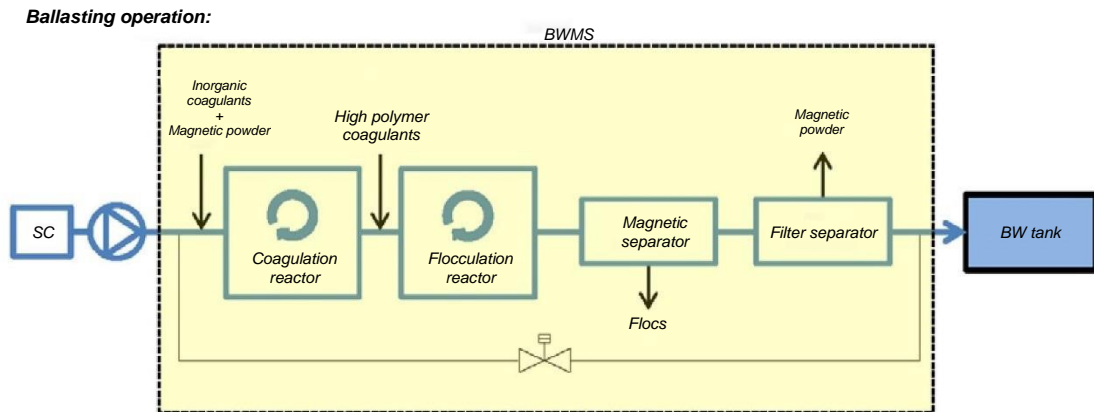 Ballasting operation:
BWMS
Inorganic
coagulants
+
Magnetic powder
High polymer
coagulants
Magnetic
powder
SC
Coagulation
reactor
Flocculation
reactor
Magnetic
separator
Filter separator
BW tank
Flocs